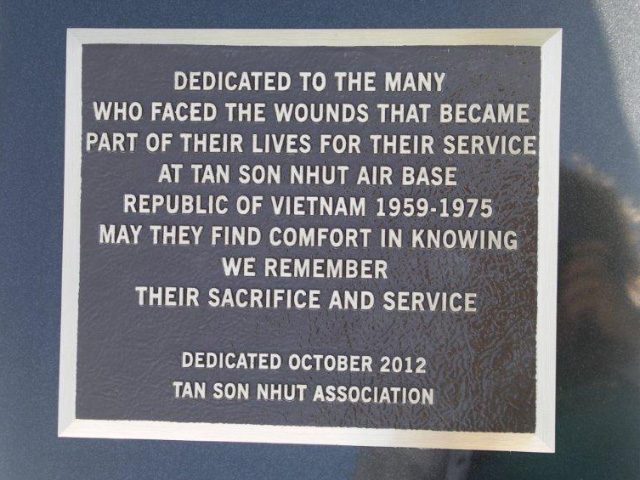 DEDICATED TO THE MANY
WHO FACED THE WOUNDS THAT BECAME
PART OF THEIR LIVES FOR THEIR SERVICE
AT TAN SON NHUT AIR BASE
REPUBLIC OF VIETNAM 1959-1975
MAY THEY FIND COMFORT IN KNOWING
WE REMEMBER
THEIR SACRIFICE AND SERVICE
DEDICATED OCTOBER 2012
TAN SON NHUT ASSOCIATION